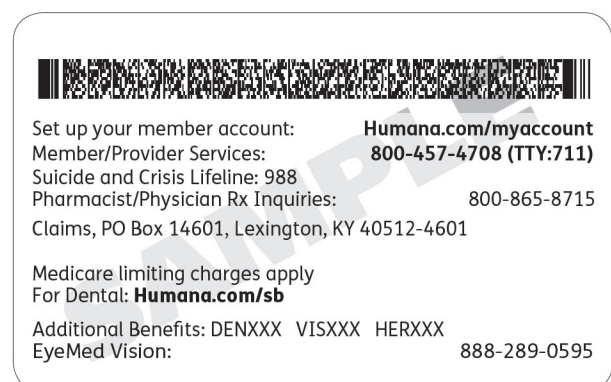 Set up your member account: Humana.com/myaccount
Member/Provider Services: 800-457-4708 (TTY:711)
Suicide and Crisis Lifeline: 988
Pharmacist/Physician Rx Inquiries: 800-865-8715
Claims, PO Box 14601, Lexington, KY 40512-4601
Medicare limiting charges apply
For Dental: Humana.com/sb
Additional Benefits: DENXXX VISXXX HERXXX
EyeMed Vision: 888-289-0595
SAMPLE